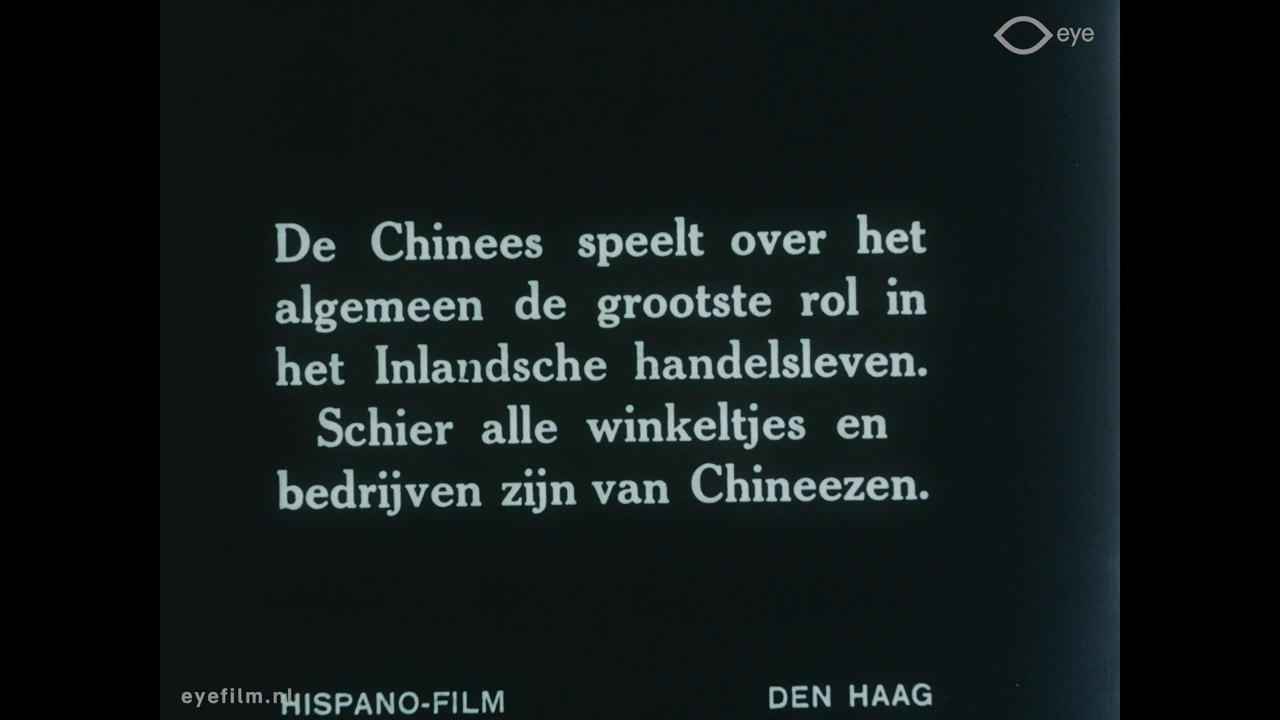 eye
De Chinees speelt over het
algemeen de grootste rol in
het Inlandsche handelsleven.
Schier alle winkeltjes en
bedrijven zijn van Chineezen.
eyefilm.nl
HISPANO-FILM
DEN HAAG